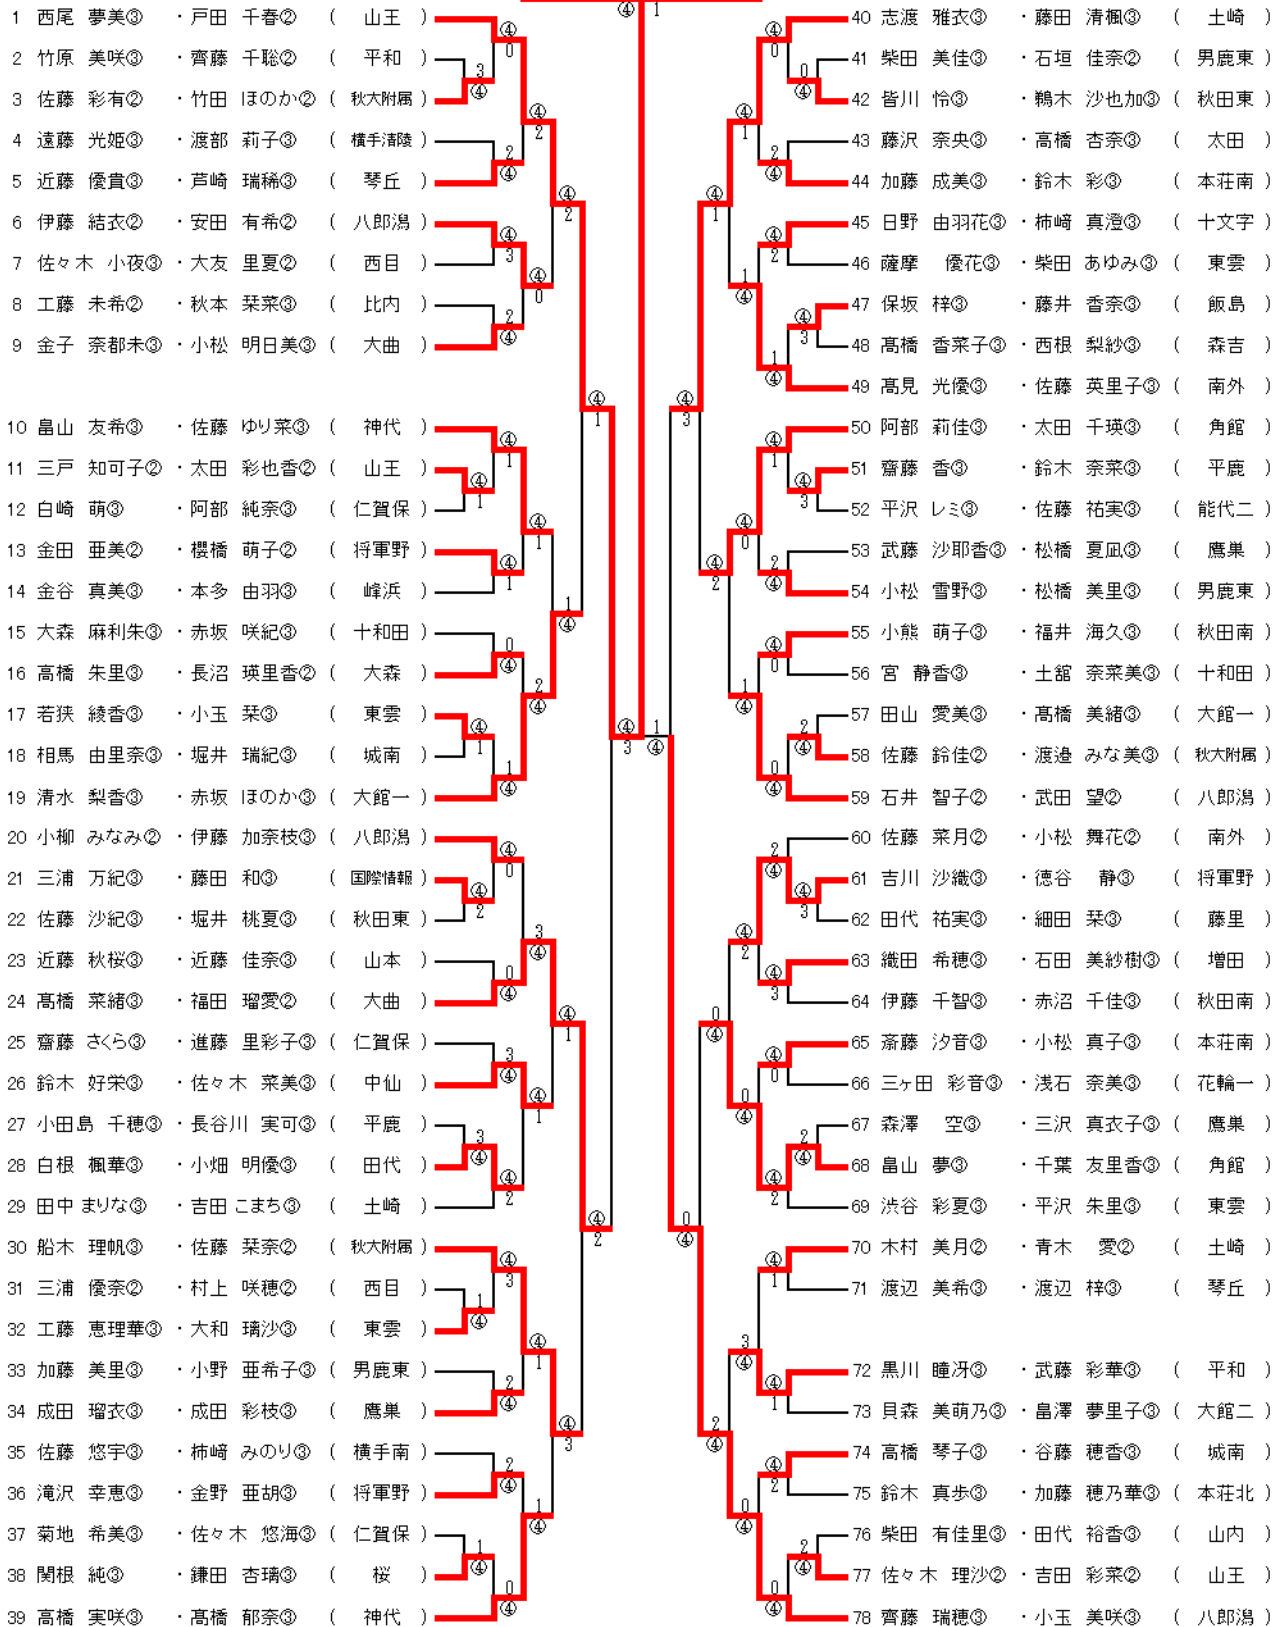 ④ 1
1 西尾 夢美③ ・戸田 千春② ( 山王 )
2 竹原 美咲③ ・齊藤 千聡② ( 平和 )
3 佐藤 彩有② ・竹田 ほのか② ( 秋大附属 )
4 遠藤 光姫③ ・渡部 莉子③ ( 横手清陵 )
5 近藤 優貴③ ・芦崎 瑞稀③ ( 琴丘 )
6 伊藤 結衣② ・安田 有希② ( 八郎潟 )
7 佐々木 小夜③ ・大友 里夏② ( 西目 )
8 工藤 未希② ・秋本 栞菜③ ( 比内 )
9 金子 奈都未③ ・小松 明日美③ ( 大曲 )
10 畠山 友希③ ・佐藤 ゆり菜③ ( 神代 )
11 三戸 知可子② ・太田 彩也香② ( 山王 )
12 白崎 萌③ ・阿部 純奈③ ( 仁賀保 )
13 金田 亜美② ・櫻橋 萌子② ( 将軍野 )
14 金谷 真美③ ・本多 由羽③ ( 峰浜 )
15 大森 麻利朱③ ・赤坂 咲紀③ ( 十和田 )
16 高橋 朱里③ ・長沼 瑛里香② ( 大森 )
17 若狭 綾香③ ・小玉 栞③ ( 東雲 )
18 相馬 由里奈③ ・堀井 瑞紀③ ( 城南 )
19 清水 梨香③ ・赤坂 ほのか③ ( 大館一 )
20 小柳 みなみ② ・伊藤 加奈枝③ ( 八郎潟 )
21 三浦 万紀③ ・藤田 和③ ( 国際情報 )
22 佐藤 沙紀③ ・堀井 桃夏③ ( 秋田東 )
23 近藤 秋桜③ ・近藤 佳奈③ ( 山本 )
24 髙橋 菜緒③ ・福田 瑠愛② ( 大曲 )
25 齋藤 さくら③ ・進藤 里彩子③ ( 仁賀保 )
26 鈴木 好栄③ ・佐々木 菜美③ ( 中仙 )
27 小田島 千穂③ ・長谷川 実可③ ( 平鹿 )
28 白根 楓華③ ・小畑 明優③ ( 田代 )
29 田中 まりな③ ・吉田 こまち③ ( 土崎 )
30 船木 理帆③ ・佐藤 栞奈② ( 秋大附属 )
31 三浦 優奈② ・村上 咲穂② ( 西目 )
32 工藤 恵理華③ ・大和 璃沙③ ( 東雲 )
33 加藤 美里③ ・小野 亜希子③ ( 男鹿東 )
34 成田 瑠衣③ ・成田 彩枝③ ( 鷹巣 )
35 佐藤 悠宇③ ・柿﨑 みのり③ ( 横手南 )
36 滝沢 幸恵③ ・金野 亜胡③ ( 将軍野 )
37 菊地 希美③ ・佐々木 悠海③ ( 仁賀保 )
38 関根 純③ ・鎌田 杏璃③ ( 桜 )
39 高橋 実咲③ ・髙橋 郁奈③ ( 神代 )
40 志渡 雅衣③ ・藤田 清楓③ ( 土崎 )
41 柴田 美佳③ ・石垣 佳奈② ( 男鹿東 )
42 皆川 怜③ ・鵜木 沙也加③ ( 秋田東 )
43 藤沢 奈央③ ・高橋 杏奈③ ( 太田 )
44 加藤 成美③ ・鈴木 彩③ ( 本荘南 )
45 日野 由羽花③ ・柿﨑 真澄③ ( 十文字 )
46 薩摩 優花③ ・柴田 あゆみ③ ( 東雲 )
47 保坂 梓③ ・藤井 香奈③ ( 飯島 )
48 髙橋 香菜子③ ・西根 梨紗③ ( 森吉 )
49 髙見 光優③ ・佐藤 英里子③ ( 南外 )
50 阿部 莉佳③ ・太田 千瑛③ ( 角館 )
51 齋藤 香③ ・鈴木 奈菜③ ( 平鹿 )
52 平沢 レミ③ ・佐藤 祐実③ ( 能代二 )
53 武藤 沙耶香③ ・松橋 夏凪③ ( 鷹巣 )
54 小松 雪野③ ・松橋 美里③ ( 男鹿東 )
55 小熊 萌子③ ・福井 海久③ ( 秋田南 )
56 宮 静香③ ・土舘 奈菜美③ ( 十和田 )
57 田山 愛美③ ・髙橋 美緒③ ( 大館一 )
58 佐藤 鈴佳② ・渡邉 みな美③ ( 秋大附属 )
59 石井 智子② ・武田 望② ( 八郎潟 )
60 佐藤 菜月② ・小松 舞花② ( 南外 )
61 吉川 沙織③ ・徳谷 静③ ( 将軍野 )
62 田代 祐実③ ・細田 栞③ ( 藤里 )
63 織田 希穂③ ・石田 美紗樹③ ( 増田 )
64 伊藤 千智③ ・赤沼 千佳③ ( 秋田南 )
65 斎藤 汐音③ ・小松 真子③ ( 本荘南 )
66 三ヶ田 彩音③ ・浅石 奈美③ ( 花輪一 )
67 森澤 空③ ・三沢 真衣子③ ( 鷹巣 )
68 畠山 夢③ ・千葉 友里香③ ( 角館 )
69 渋谷 彩夏③ ・平沢 朱里③ ( 東雲 )
70 木村 美月② ・青木 愛② ( 土崎 )
71 渡辺 美希③ ・渡辺 梓③ ( 琴丘 )
72 黒川 瞳冴③ ・武藤 彩華③ ( 平和 )
73 貝森 美萌乃③ ・畠澤 夢里子③ ( 大館二 )
74 高橋 琴子③ ・谷藤 穂香③ ( 城南 )
75 鈴木 真歩③ ・加藤 穂乃華③ ( 本荘北 )
76 柴田 有佳里③ ・田代 裕香③ ( 山内 )
77 佐々木 理沙② ・吉田 彩菜② ( 山王 )
78 齊藤 瑞穂③ ・小玉 美咲③ ( 八郎潟 )